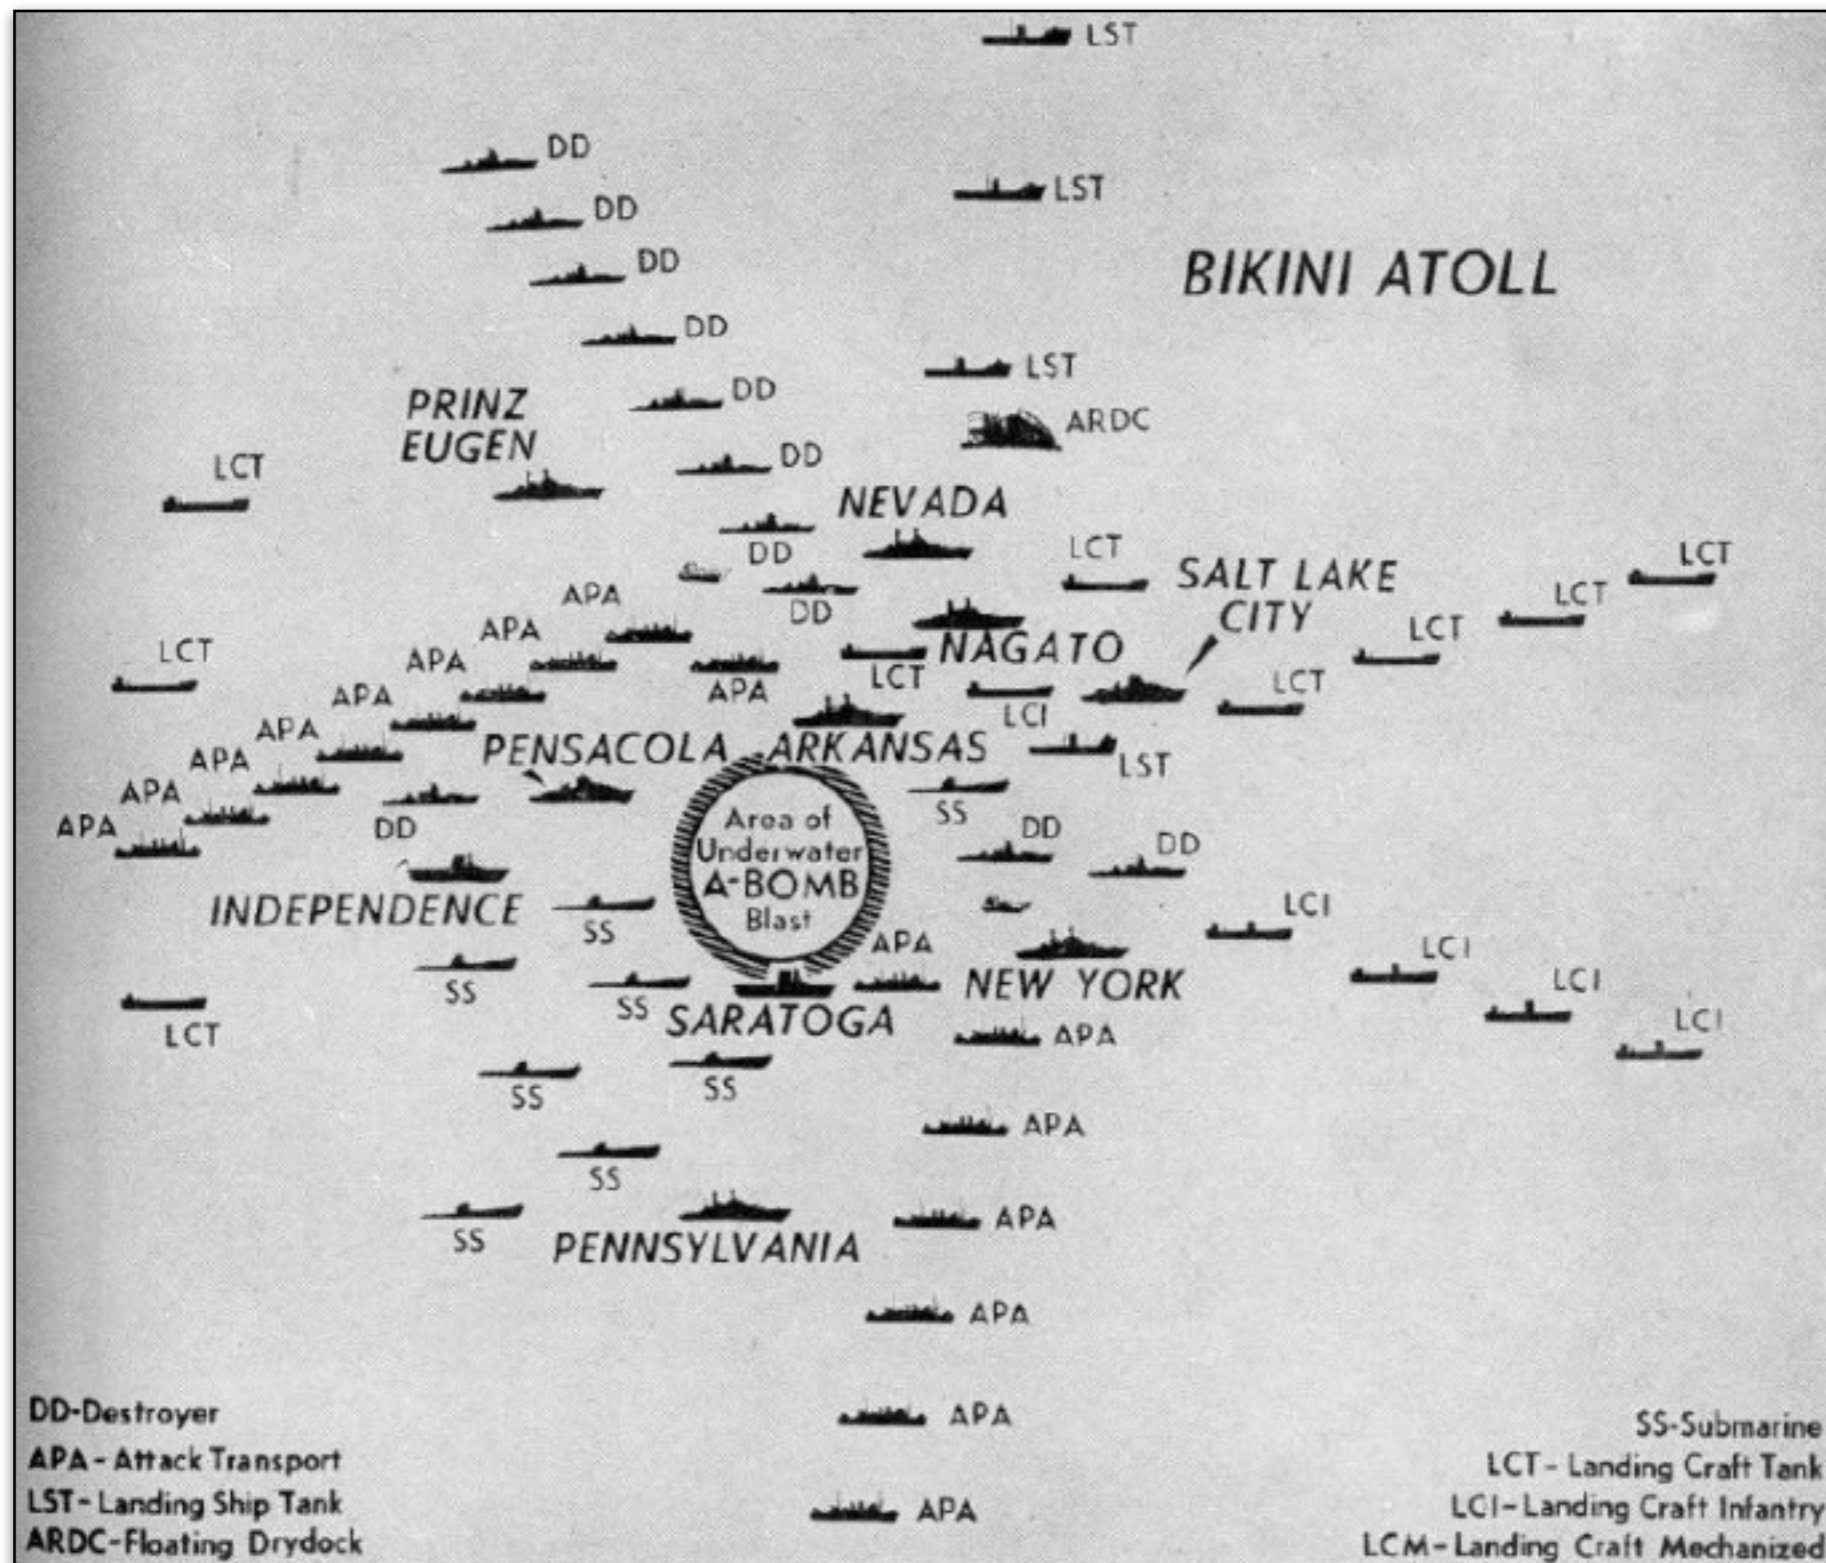 LST
DD
LST
DD
BIKINI ATOLL
DD
DD
LST
DD
PRINZ
EUGEN
ARDC
DD
LCT
NEVADA
DD
LCT
SALT LAKE
CITY
LCT
LCT
APA
DD
LCT
APA
NAGATO
LCT
APA
LCT
LCT
APA
APA
LCI
APA
PENSACOLA
ARKANSAS
LST
APA
APA
SS
DD
Area of
Underwater
A-BOMB
Blast
DD
DD
APA
INDEPENDENCE
SS
LCI
APA
LCI
SS
NEW YORK
LCI
SS
SARATOGA
LCI
LCT
APA
SS
SS
APA
SS
APA
SS
PENNSYLVANIA
APA
APA
APA
DD-Destroyer
APA-Attack Transport
LST-Landing Ship Tank
ARDC-Floating Drydock
SS-Submarine
LCT-Landing Craft Tank
LCI-Landing Craft Infantry
LCM-Landing Craft Mechanized